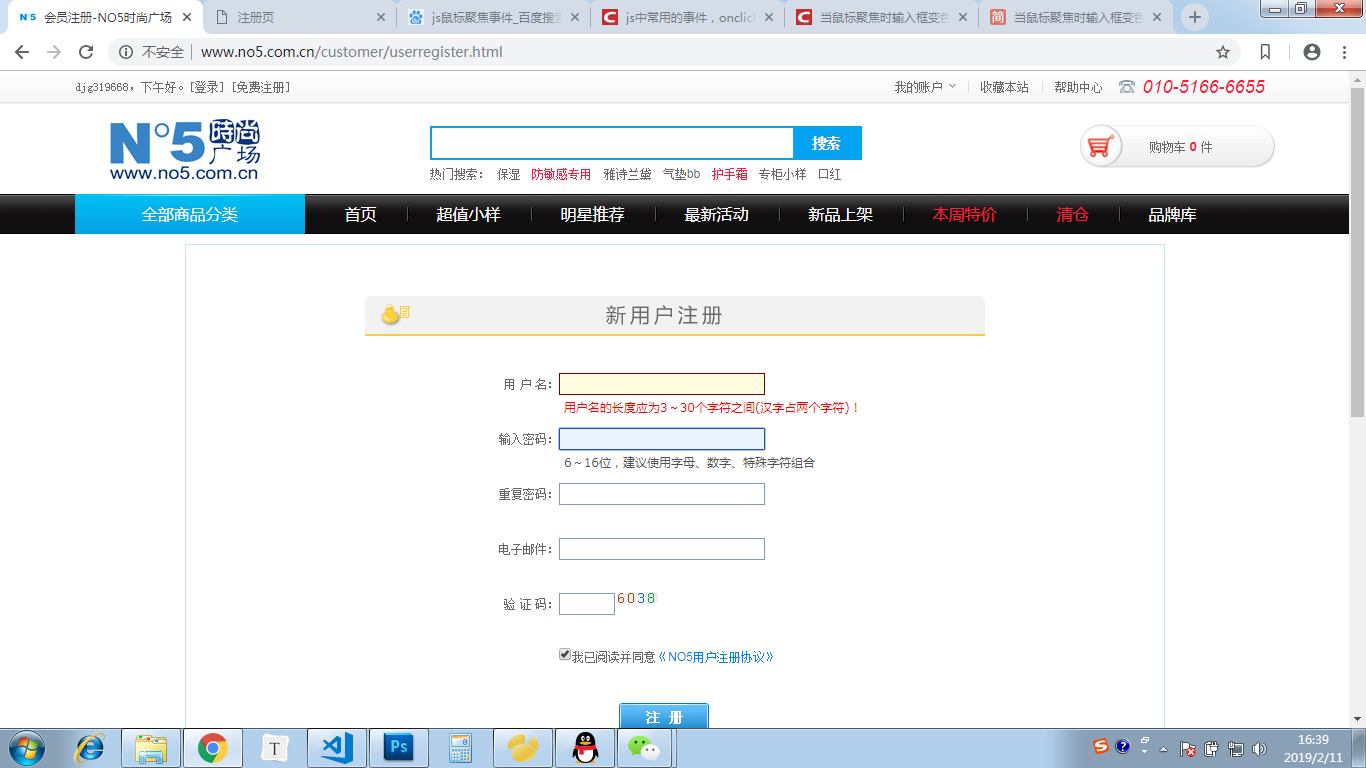 会员注册-NO5时尚广场
注册页
js鼠标聚焦事件_百度搜索
js中常用的事件，onclick
当鼠标聚焦时输入框变色
当鼠标聚焦时输入框变色
不安全 www.no5.com.cn/customer/userregister.html
djg319668，下午好。[登录] [免费注册]
我的账户 收藏本站 帮助中心 010-5166-6655
N°5 時尚广场
www.no5.com.cn
搜索
购物车 0 件
热门搜索： 保湿 防敏感专用 雅诗兰黛 气垫bb 护手霜 专柜小样 口红
全部商品分类 首页 超值小样 明星推荐 最新活动 新品上架 本周特价 清仓 品牌库
新用户注册
用 户 名：
用户名的长度应为3～30个字符之间(汉字占两个字符)！
输入密码：
6～16位，建议使用字母、数字、特殊字符组合
重复密码：
电子邮件：
验 证 码： 6038
我已阅读并同意《NO5用户注册协议》
注 册
T
Ps
16:39
2019/2/11